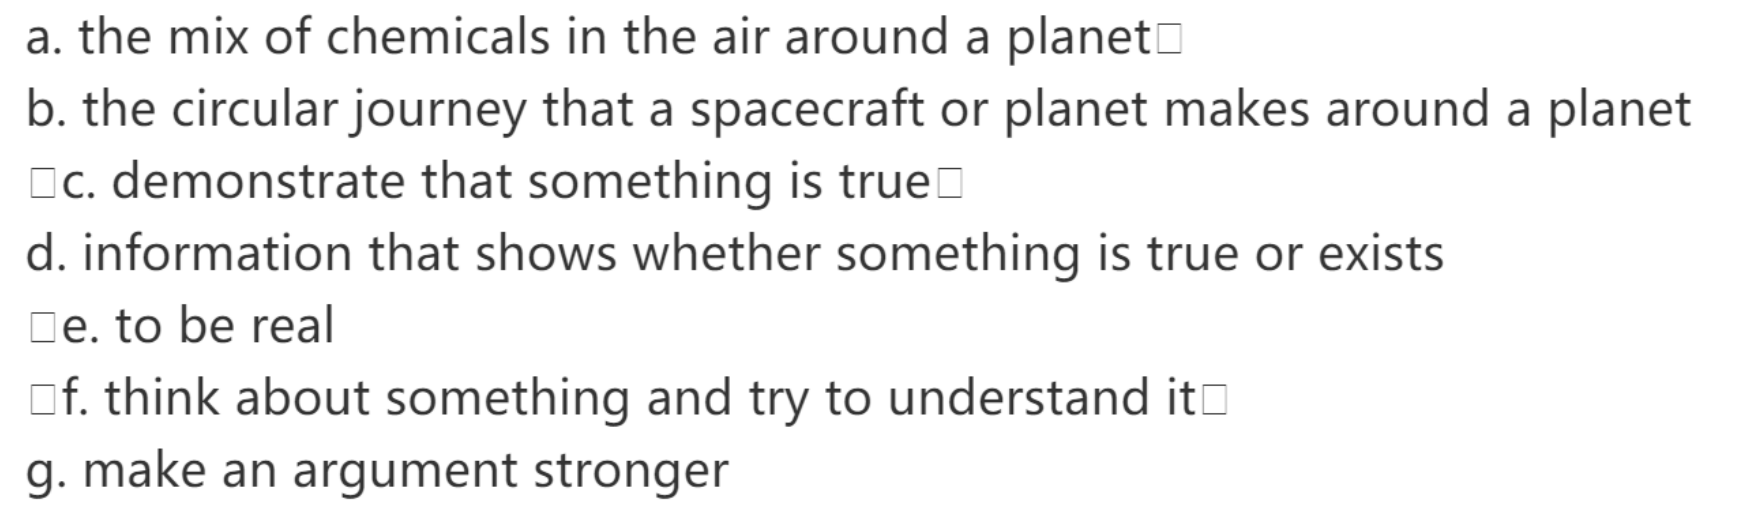 a. the mix of chemicals in the air around a planet□
b. the circular journey that a spacecraft or planet makes around a planet
□c. demonstrate that something is true□
d. information that shows whether something is true or exists
□e. to be real
□f. think about something and try to understand it□
g. make an argument stronger